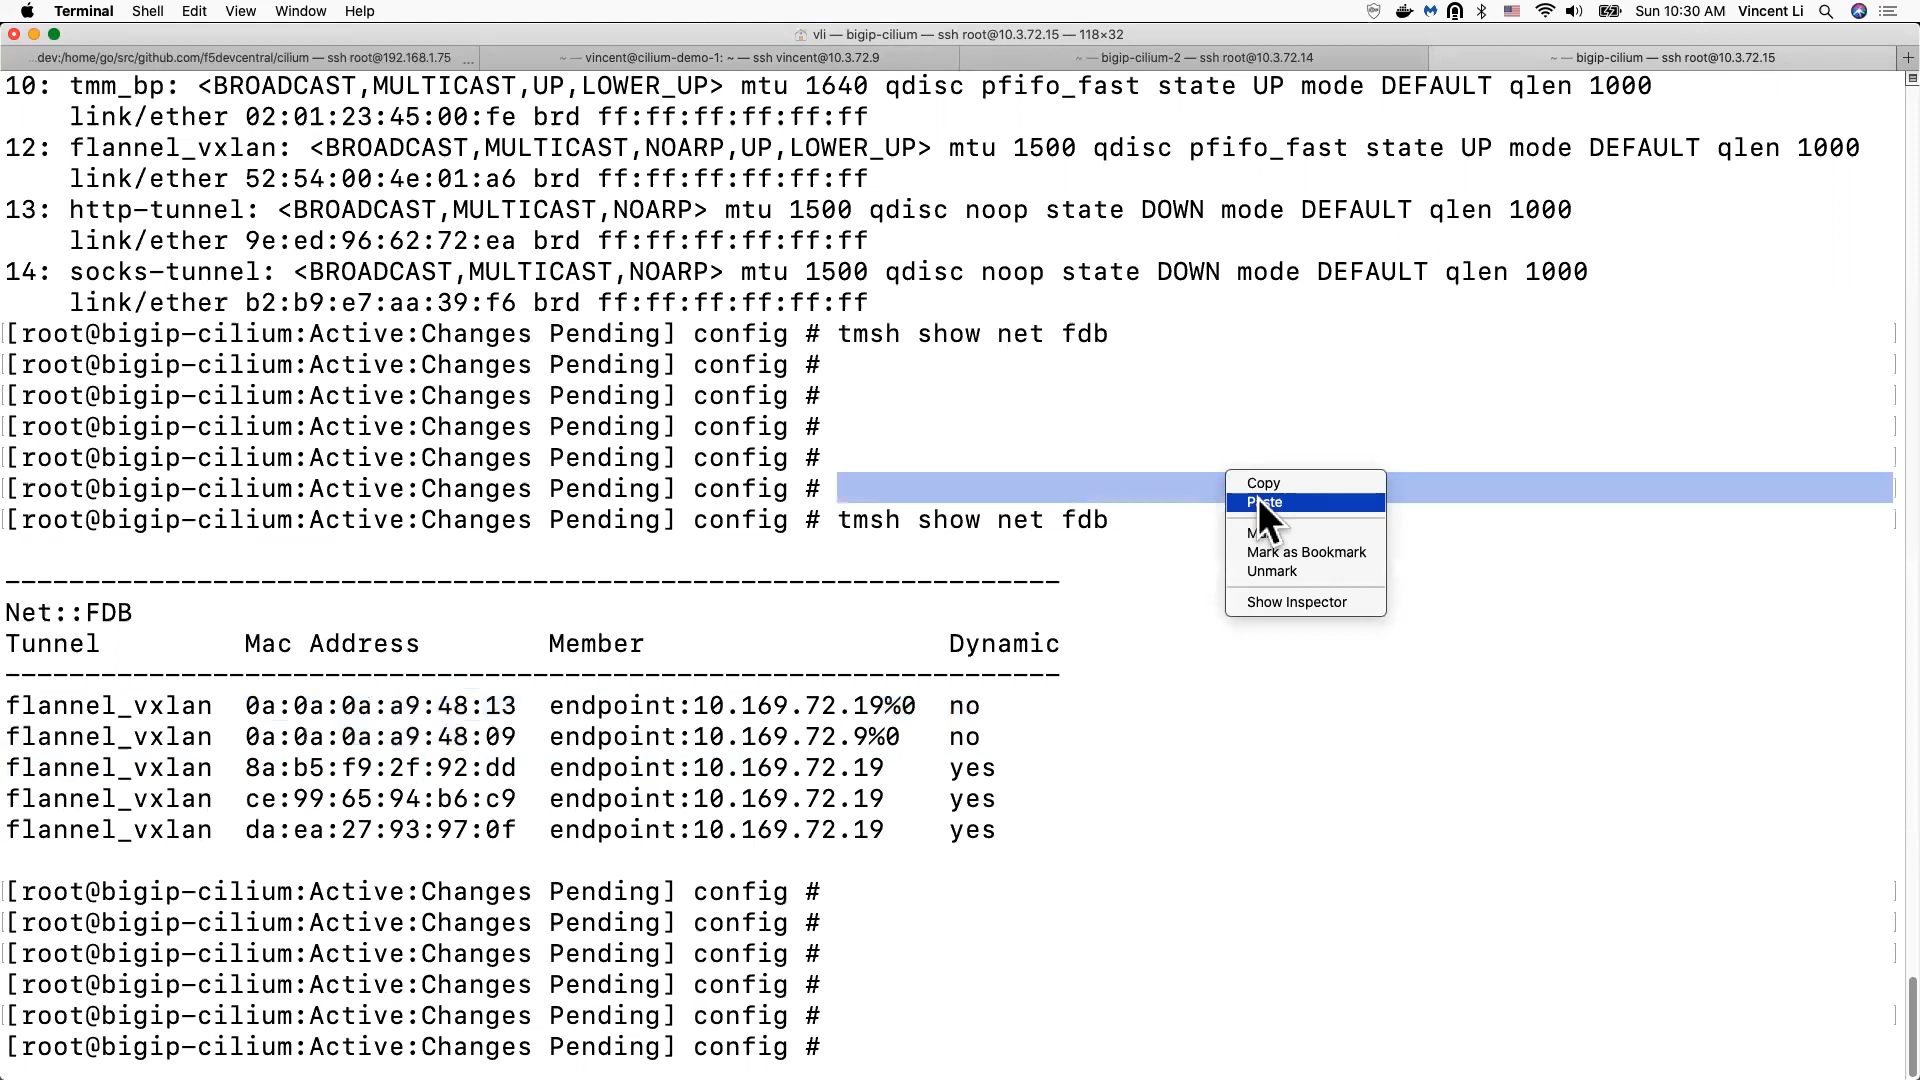 Terminal Shell Edit View Window Help Sun 10:30 AM Vincent Li
vli — bigip-cilium — ssh root@10.3.72.15 — 118×32
...dev:/home/go/src/github.com/f5devcentral/cilium — ssh root@192.168.1.75 ... ~ — vincent@cilium-demo-1: ~ — ssh vincent@10.3.72.9 ~ — bigip-cilium-2 — ssh root@10.3.72.14 ~ — bigip-cilium — ssh root@10.3.72.15 +
10: tmm_bp: <BROADCAST,MULTICAST,UP,LOWER_UP> mtu 1640 qdisc pfifo_fast state UP mode DEFAULT qlen 1000
link/ether 02:01:23:45:00:fe brd ff:ff:ff:ff:ff:ff
12: flannel_vxlan: <BROADCAST,MULTICAST,NOARP,UP,LOWER_UP> mtu 1500 qdisc pfifo_fast state UP mode DEFAULT qlen 1000
link/ether 52:54:00:4e:01:a6 brd ff:ff:ff:ff:ff:ff
13: http-tunnel: <BROADCAST,MULTICAST,NOARP> mtu 1500 qdisc noop state DOWN mode DEFAULT qlen 1000
link/ether 9e:ed:96:62:72:ea brd ff:ff:ff:ff:ff:ff
14: socks-tunnel: <BROADCAST,MULTICAST,NOARP> mtu 1500 qdisc noop state DOWN mode DEFAULT qlen 1000
link/ether b2:b9:e7:aa:39:f6 brd ff:ff:ff:ff:ff:ff
[root@bigip-cilium:Active:Changes Pending] config # tmsh show net fdb ]
[root@bigip-cilium:Active:Changes Pending] config # ]
[root@bigip-cilium:Active:Changes Pending] config # ]
[root@bigip-cilium:Active:Changes Pending] config # ]
[root@bigip-cilium:Active:Changes Pending] config # ]
[root@bigip-cilium:Active:Changes Pending] config # ]
[root@bigip-cilium:Active:Changes Pending] config # tmsh show net fdb ]
Copy
Mark as Bookmark
Unmark
Show Inspector
------------------------------------------------------------------
Net::FDB
Tunnel Mac Address Member Dynamic
------------------------------------------------------------------
flannel_vxlan 0a:0a:0a:a9:48:13 endpoint:10.169.72.19%0 no
flannel_vxlan 0a:0a:0a:a9:48:09 endpoint:10.169.72.9%0 no
flannel_vxlan 8a:b5:f9:2f:92:dd endpoint:10.169.72.19 yes
flannel_vxlan ce:99:65:94:b6:c9 endpoint:10.169.72.19 yes
flannel_vxlan da:ea:27:93:97:0f endpoint:10.169.72.19 yes
[root@bigip-cilium:Active:Changes Pending] config # ]
[root@bigip-cilium:Active:Changes Pending] config # ]
[root@bigip-cilium:Active:Changes Pending] config # ]
[root@bigip-cilium:Active:Changes Pending] config #
[root@bigip-cilium:Active:Changes Pending] config # ]
[root@bigip-cilium:Active:Changes Pending] config #